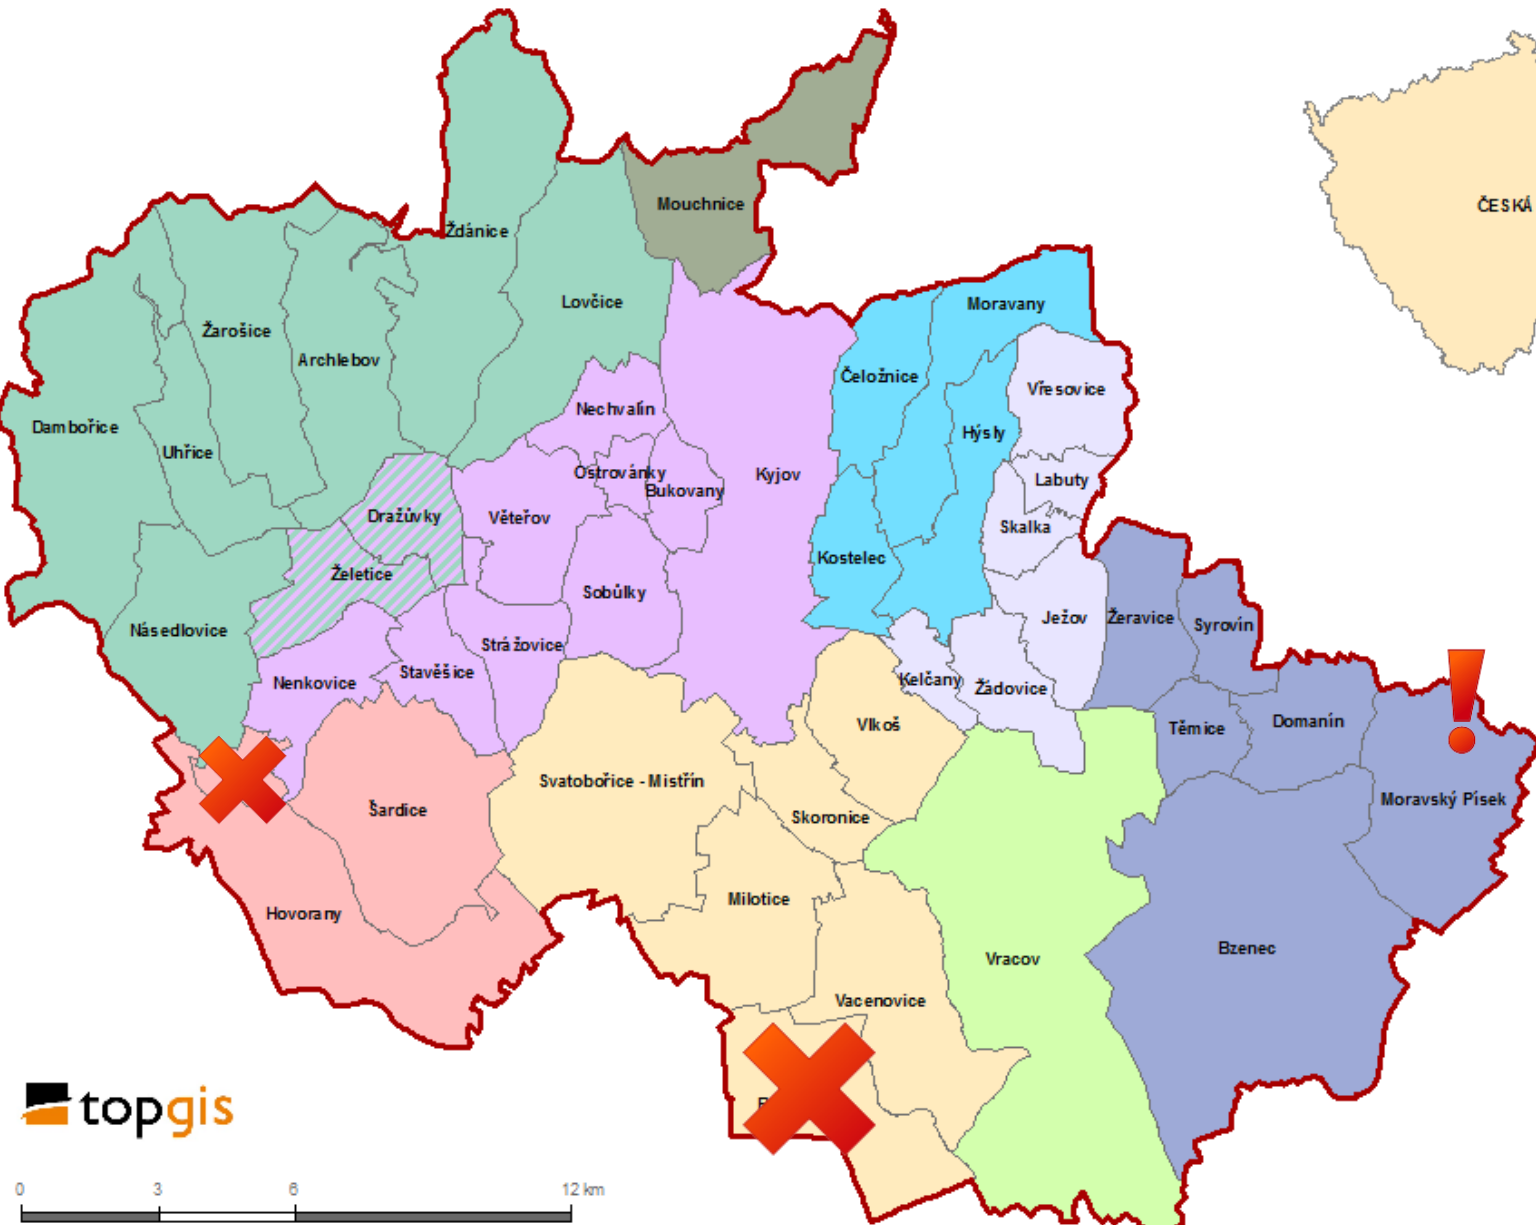 ČESKÁ
Mouchnice
Ždánice
Lovčice
Moravany
Žarošice
Archlebov
Čeložnice
Vřesovice
Nechvalín
Dambořice
Hýsly
Uhřice
Ostrovánky
Kyjov
Labuty
Bukovany
Dražůvky
Věteřov
Skalka
Kostelec
Želetice
Sobůlky
Ježov
Žeravice
Syrovín
Násedlovice
Strážovice
Stavěšice
Nenkovice
Kelčany
Žádovice
Vlkoš
Těmice
Domanín
Svatobořice - Mistřín
Moravský Písek
Šardice
Skoronice
Milotice
Hovorany
Bzenec
Vracov
Vacenovice
topgis
0 3 6 12 km